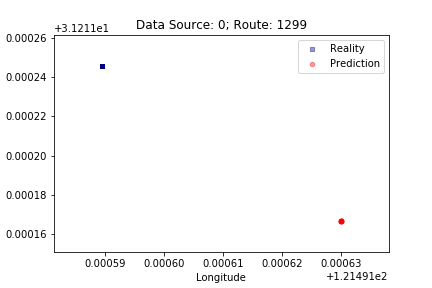 Data Source: 0; Route: 1299
+3.1211e1
0.00026
0.00024
0.00022
0.00020
0.00018
0.00016
Reality
Prediction
0.00059 0.00060 0.00061 0.00062 0.00063
Longitude
+1.21491e2